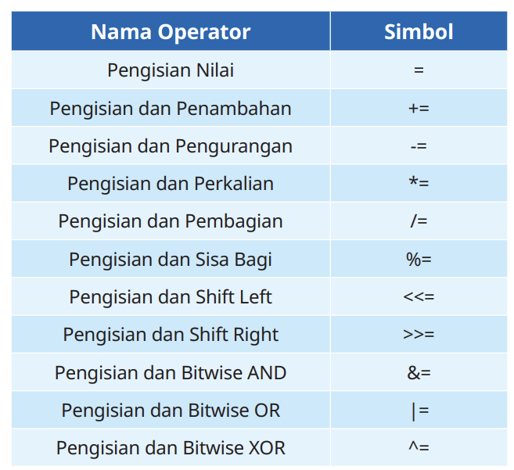 Nama Operator Simbol
Pengisian Nilai =
Pengisian dan Penambahan +=
Pengisian dan Pengurangan -=
Pengisian dan Perkalian *=
Pengisian dan Pembagian /=
Pengisian dan Sisa Bagi %=
Pengisian dan Shift Left <<=
Pengisian dan Shift Right >>=
Pengisian dan Bitwise AND &=
Pengisian dan Bitwise OR |=
Pengisian dan Bitwise XOR ^=